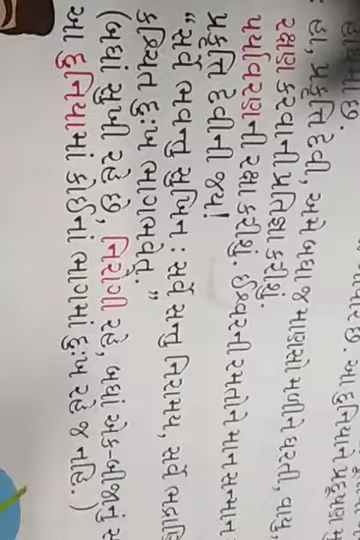 હા, પ્રકૃતિ દેવી, અમે બધા જ માણસો મળીને ધરતી, વાયુ,
રક્ષણ કરવાની પ્રતિજ્ઞા કરીશું.
પર્યાવરણની રક્ષા કરીશું. ઈશ્વરની રમતને માન સન્માન
પ્રકૃતિ દેવીની જય!
“સર્વે ભવન્તુ સુખિન: સર્વે સન્તુ નિરામય, સર્વે ભદ્રાણિ
કશ્ચિત દુ:ખ ભાગભવેત્.”
(બધાં સુખી રહે છે, નિરોગી રહે, બધાં એક-બીજાનું સ
આ દુનિયામાં કોઈનાં ભાગમાં દુ:ખ રહે જ નહિ.)
વાર છે. આ દુનિયાને પ્રદૂષણ મુ